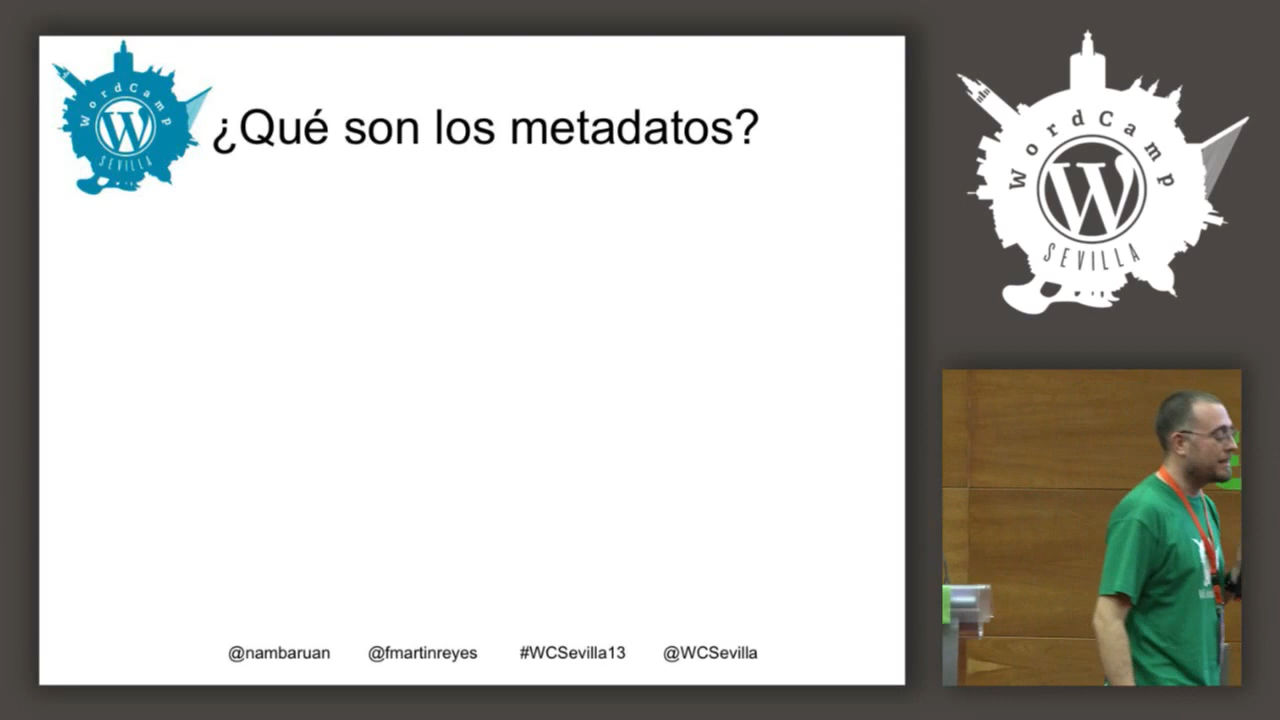 WordCamp
SEVILLA
¿Qué son los metadatos?
@nambaruan @fmartinreyes #WCSevilla13 @WCSevilla
WordCamp
W
SEVILLA